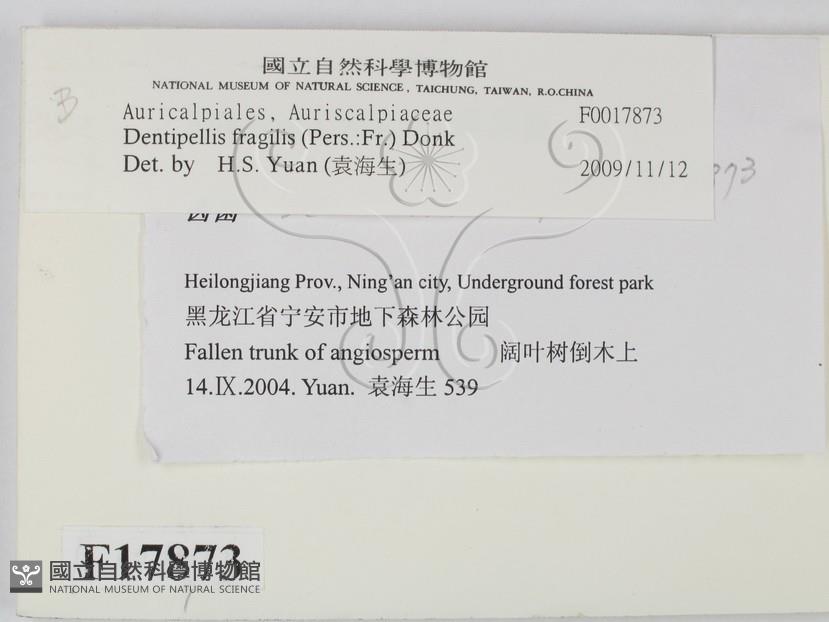 國立自然科學博物館
NATIONAL MUSEUM OF NATURAL SCIENCE, TAICHUNG, TAIWAN, R.O.CHINA
B
Auricalpiales, Auriscalpiaceae F0017873
Dentipellis fragilis (Pers.:Fr.) Donk
Det. by H.S. Yuan (袁海生) 2009/11/12
Heilongjiang Prov., Ning'an city, Underground forest park
黑龙江省宁安市地下森林公园
Fallen trunk of angiosperm 阔叶树倒木上
14.Ⅸ.2004. Yuan. 袁海生 539
F17873
國立自然科學博物館
NATIONAL MUSEUM OF NATURAL SCIENCE